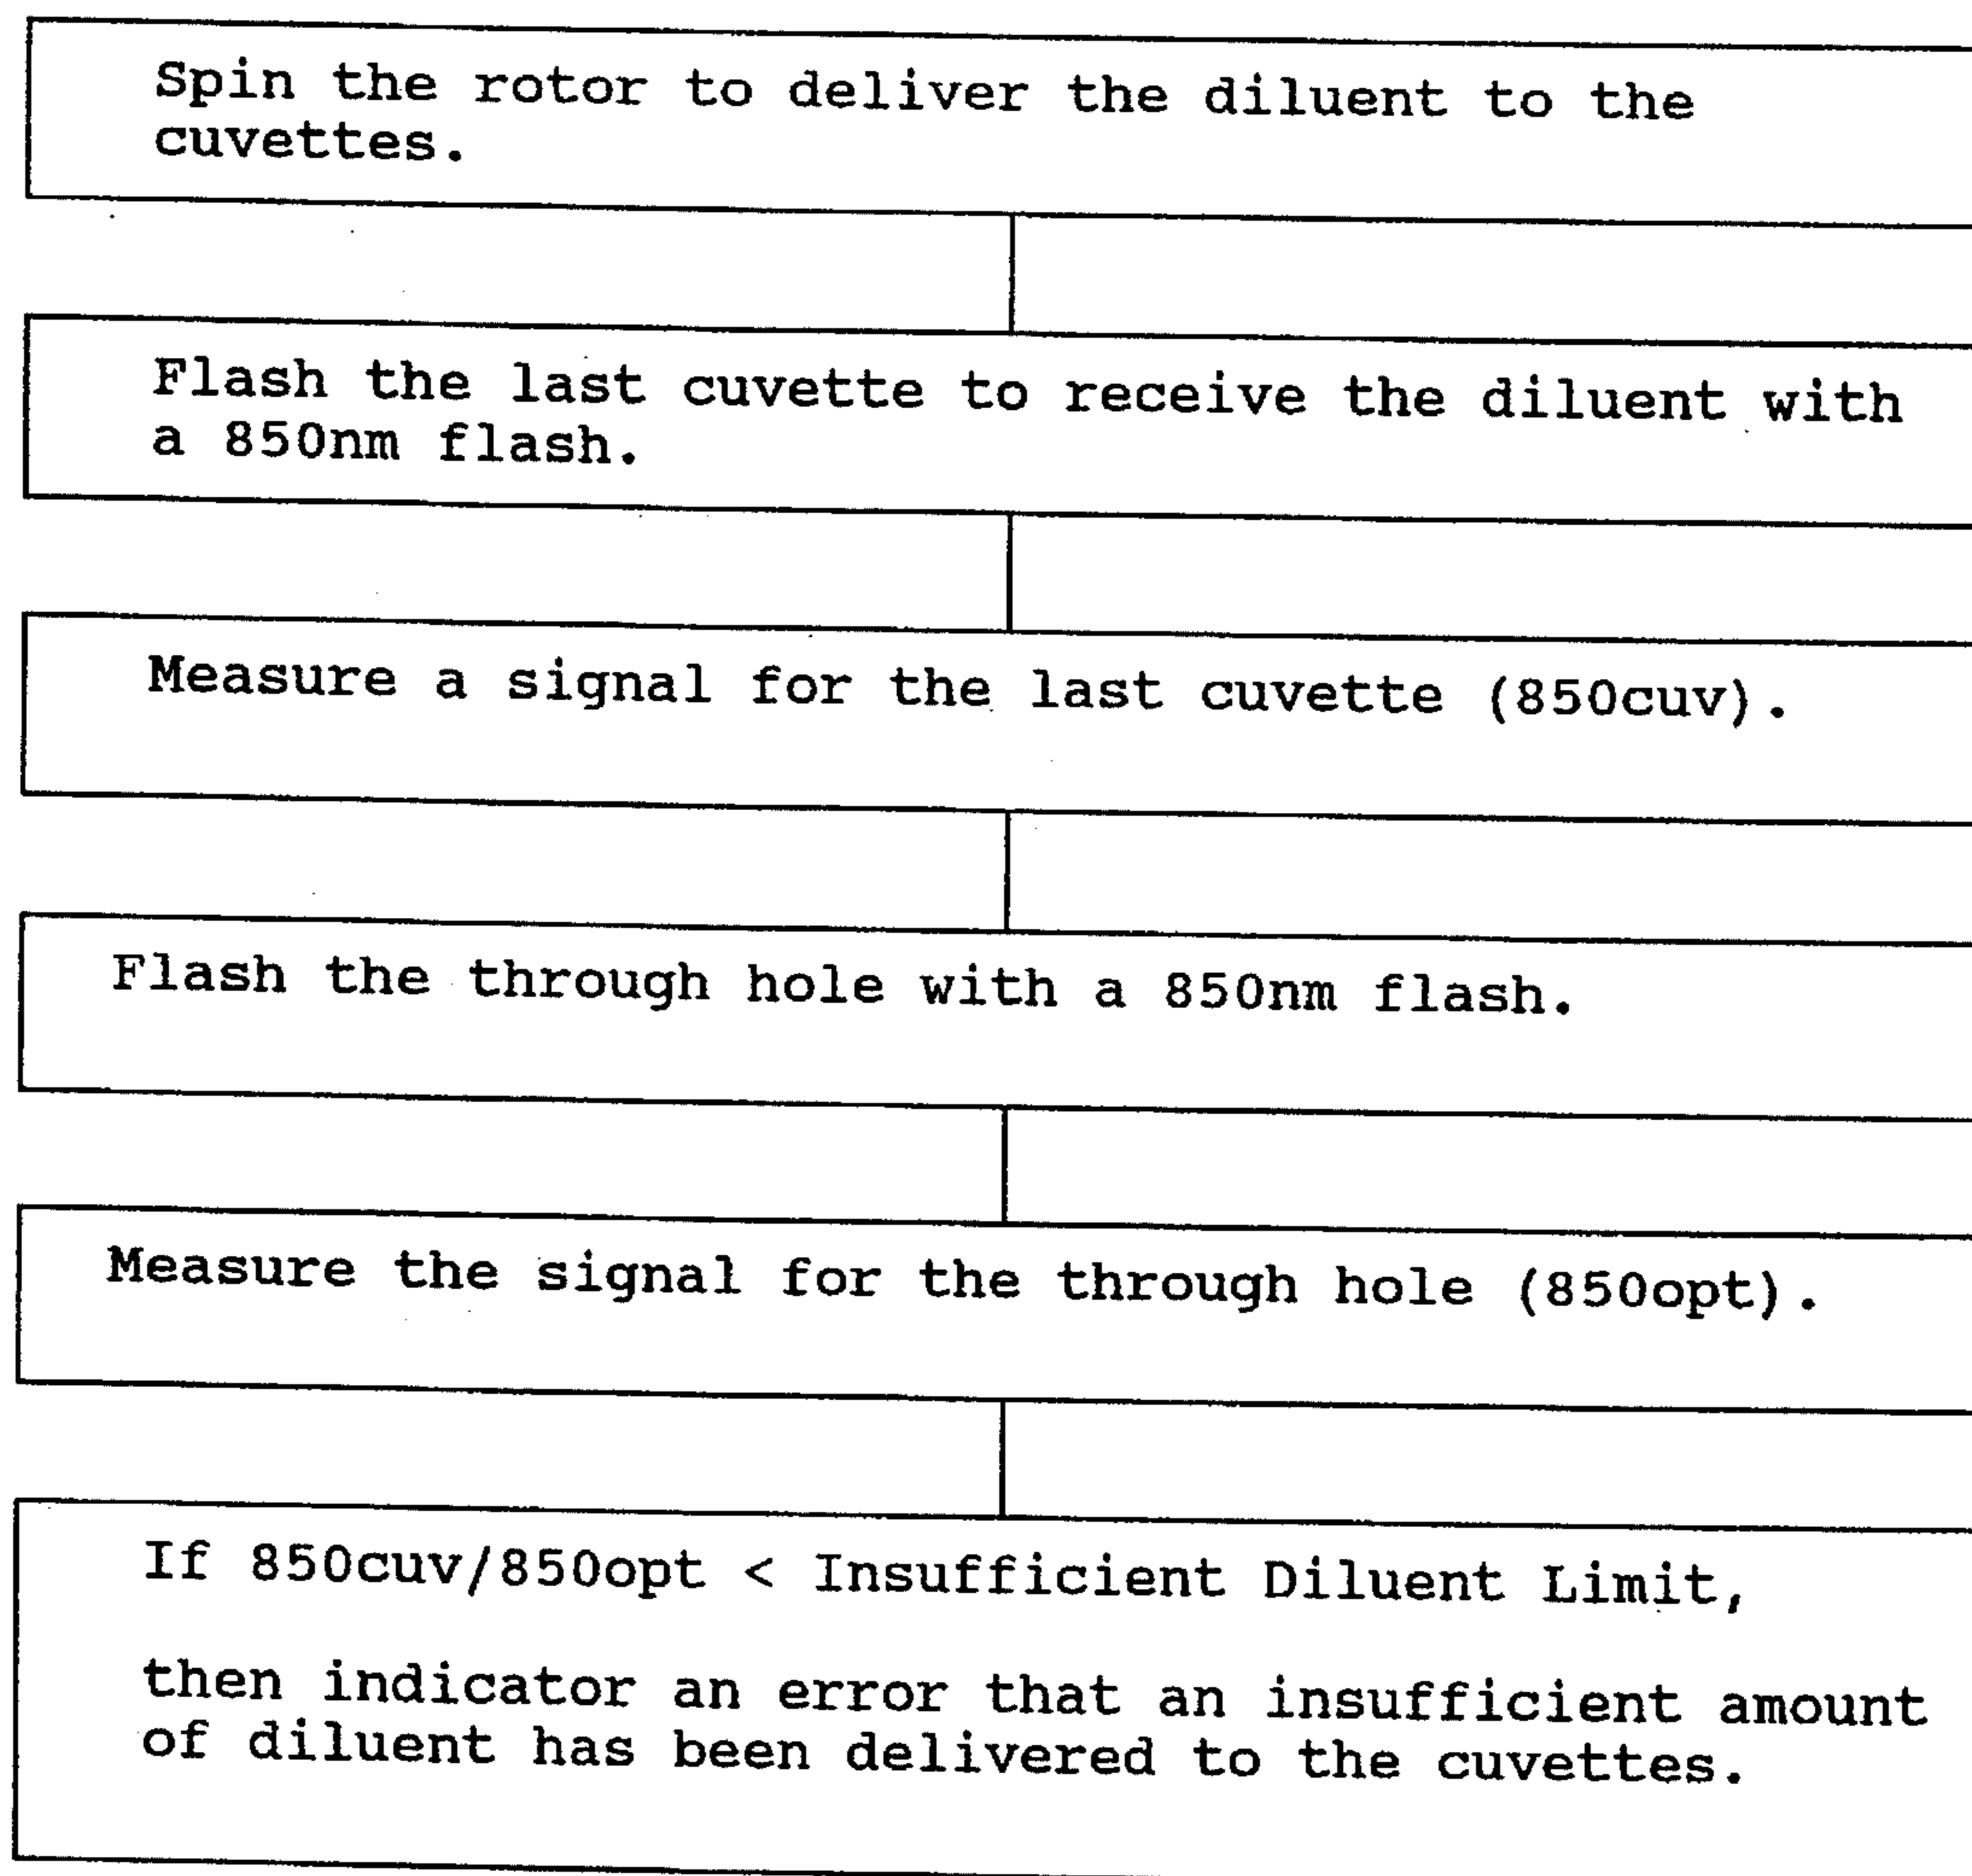 Spin the rotor to deliver the diluent to the
cuvettes.
Flash the last cuvette to receive the diluent with
a 850nm flash.
Measure a signal for the last cuvette (850cuv).
Flash the through hole with a 850nm flash.
Measure the signal for the through hole (850opt).
If 850cuv/850opt < Insufficient Diluent Limit,
then indicator an error that an insufficient amount
of diluent has been delivered to the cuvettes.